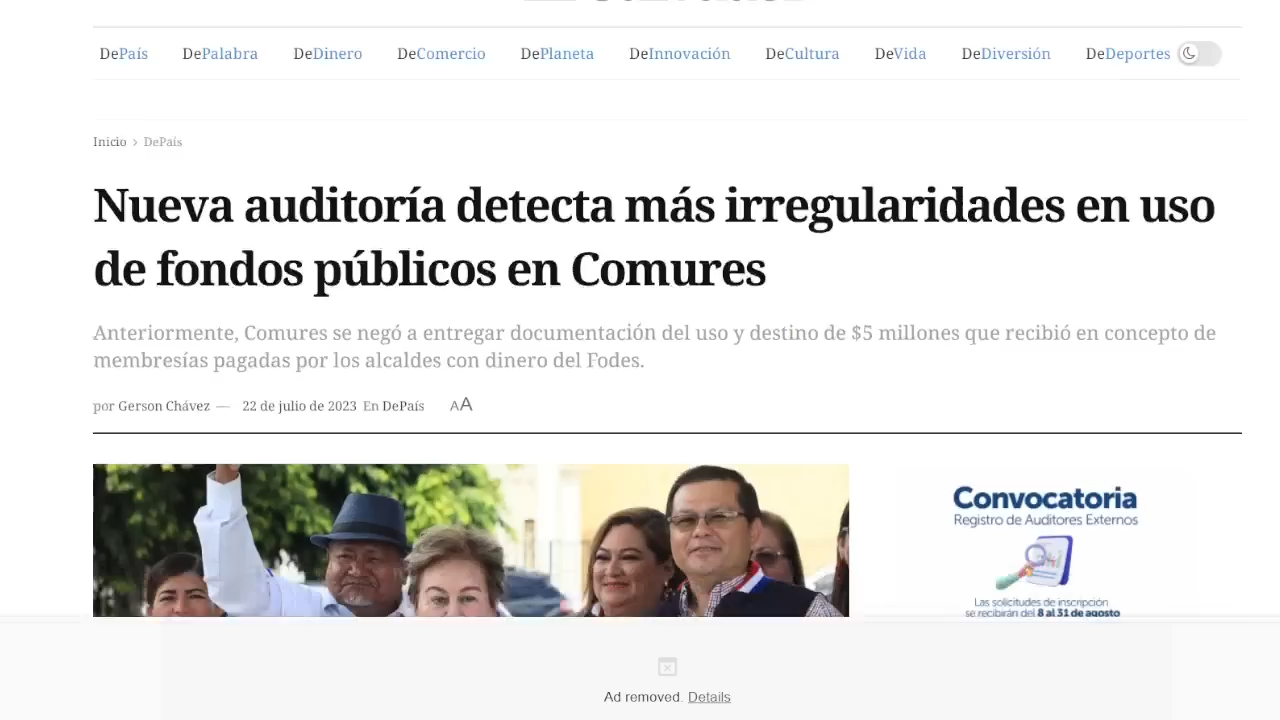 DePaís DePalabra DeDinero DeComercio DePlaneta DeInnovación DeCultura DeVida DeDiversión DeDeportes
Inicio > DePaís
Nueva auditoría detecta más irregularidades en uso
de fondos públicos en Comures
Anteriormente, Comures se negó a entregar documentación del uso y destino de $5 millones que recibió en concepto de
membresías pagadas por los alcaldes con dinero del Fodes.
por Gerson Chávez — 22 de julio de 2023 En DePaís AA
Convocatoria
Registro de Auditores Externos
Las solicitudes de inscripción
se recibirán del 8 al 31 de agosto
Ad removed. Details